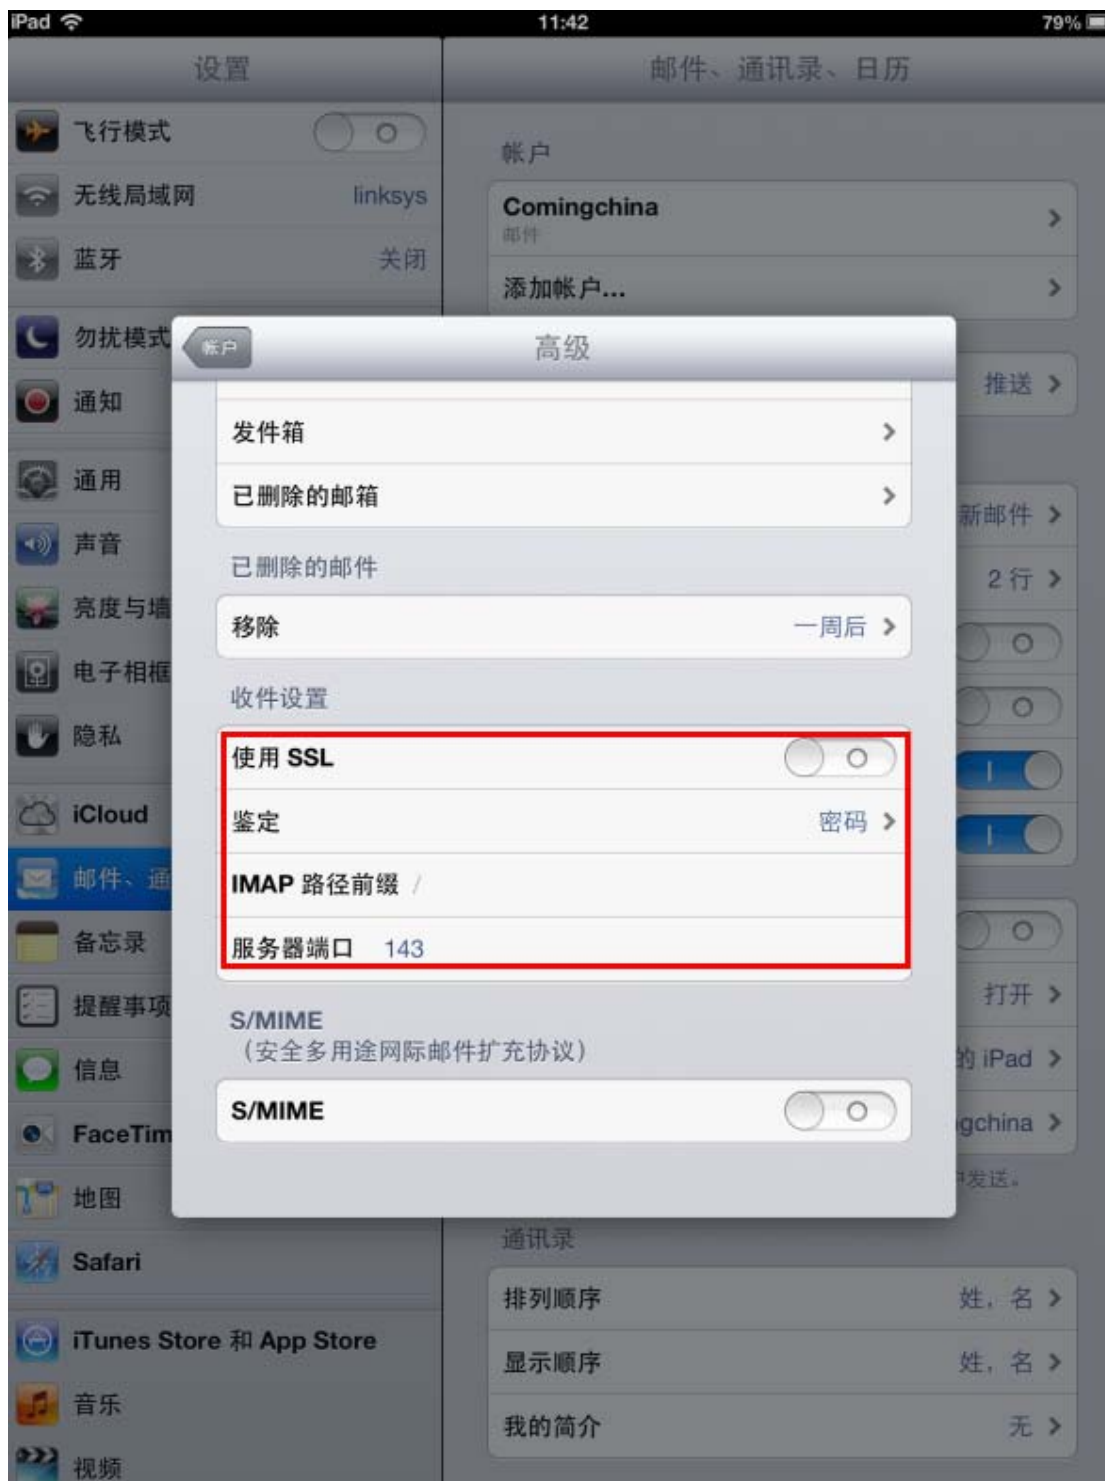 iPad 11:42 79%
设置
飞行模式
无线局域网 linksys
蓝牙 关闭
勿扰模式
通知
通用
声音
亮度与墙
电子相框
隐私
iCloud
邮件、通
备忘录
提醒事项
信息
FaceTim
地图
Safari
iTunes Store 和 App Store
音乐
视频
邮件、通讯录、日历
帐户
Comingchina
邮件
添加帐户...
推送
新邮件
2 行
打开
的 iPad
gchina
户发送。
通讯录
排列顺序 姓，名
显示顺序 姓，名
我的简介 无
帐户 高级
发件箱
已删除的邮箱
已删除的邮件
移除 一周后
收件设置
使用 SSL
鉴定 密码
IMAP 路径前缀 /
服务器端口 143
S/MIME
（安全多用途网际邮件扩充协议）
S/MIME